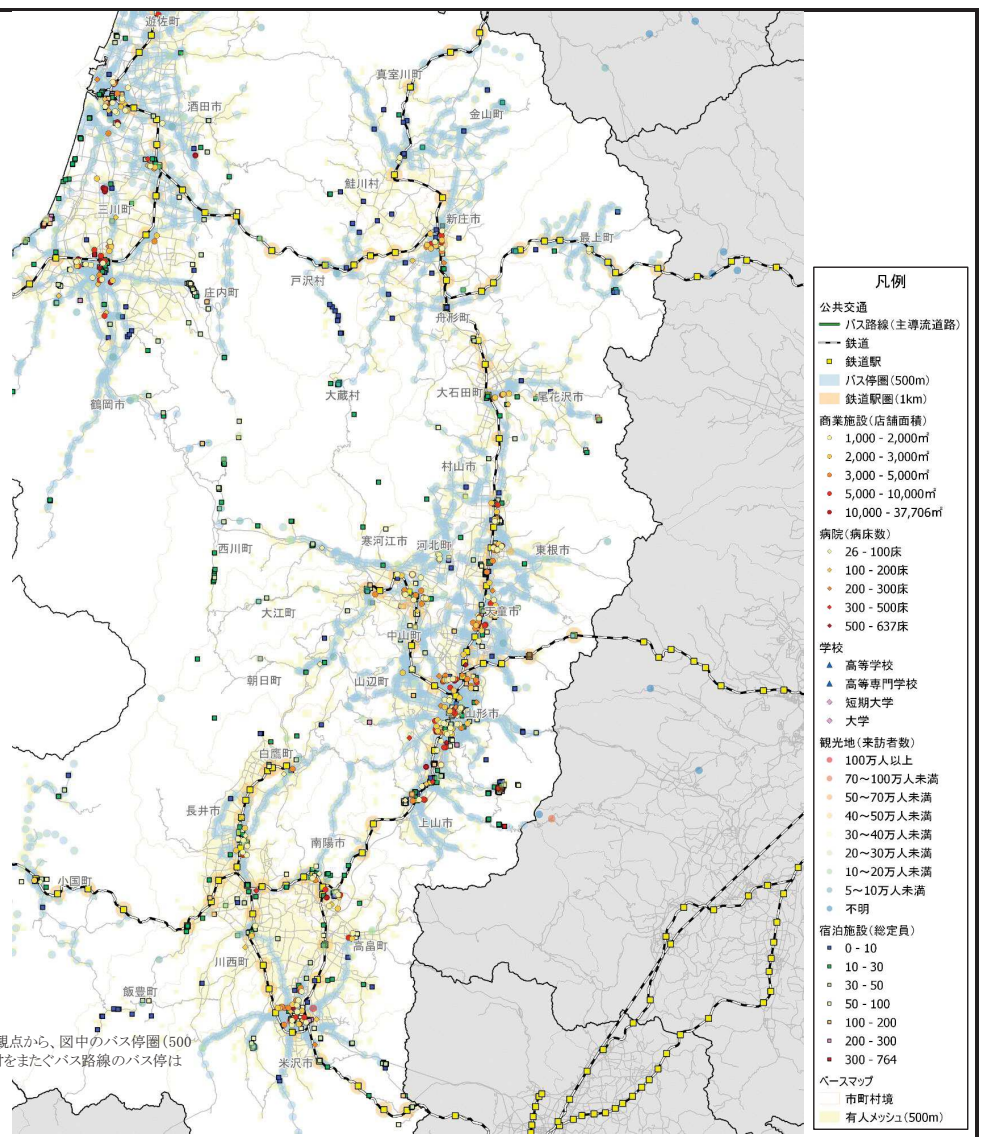 遊佐町
真室川町
酒田市
金山町
鮭川村
三川町
新庄市
最上町
戸沢村
庄内町
舟形町
大蔵村
大石田町
尾花沢市
鶴岡市
村山市
西川町
寒河江市
河北町
東根市
大江町
天童市
中山町
朝日町
山辺町
山形市
白鷹町
長井市
上山市
南陽市
小国町
高畠町
川西町
飯豊町
観点から、図中のバス停圏(500
村をまたぐバス路線のバス停は
米沢市
凡例
公共交通
バス路線(主導流道路)
鉄道
鉄道駅
バス停圏(500m)
鉄道駅圏(1km)
商業施設(店舗面積)
1,000 - 2,000㎡
2,000 - 3,000㎡
3,000 - 5,000㎡
5,000 - 10,000㎡
10,000 - 37,706㎡
病院(病床数)
26 - 100床
100 - 200床
200 - 300床
300 - 500床
500 - 637床
学校
高等学校
高等専門学校
短期大学
大学
観光地(来訪者数)
100万人以上
70～100万人未満
50～70万人未満
40～50万人未満
30～40万人未満
20～30万人未満
10～20万人未満
5～10万人未満
不明
宿泊施設(総定員)
0 - 10
10 - 30
30 - 50
50 - 100
100 - 200
200 - 300
300 - 764
ベースマップ
市町村境
有人メッシュ(500m)